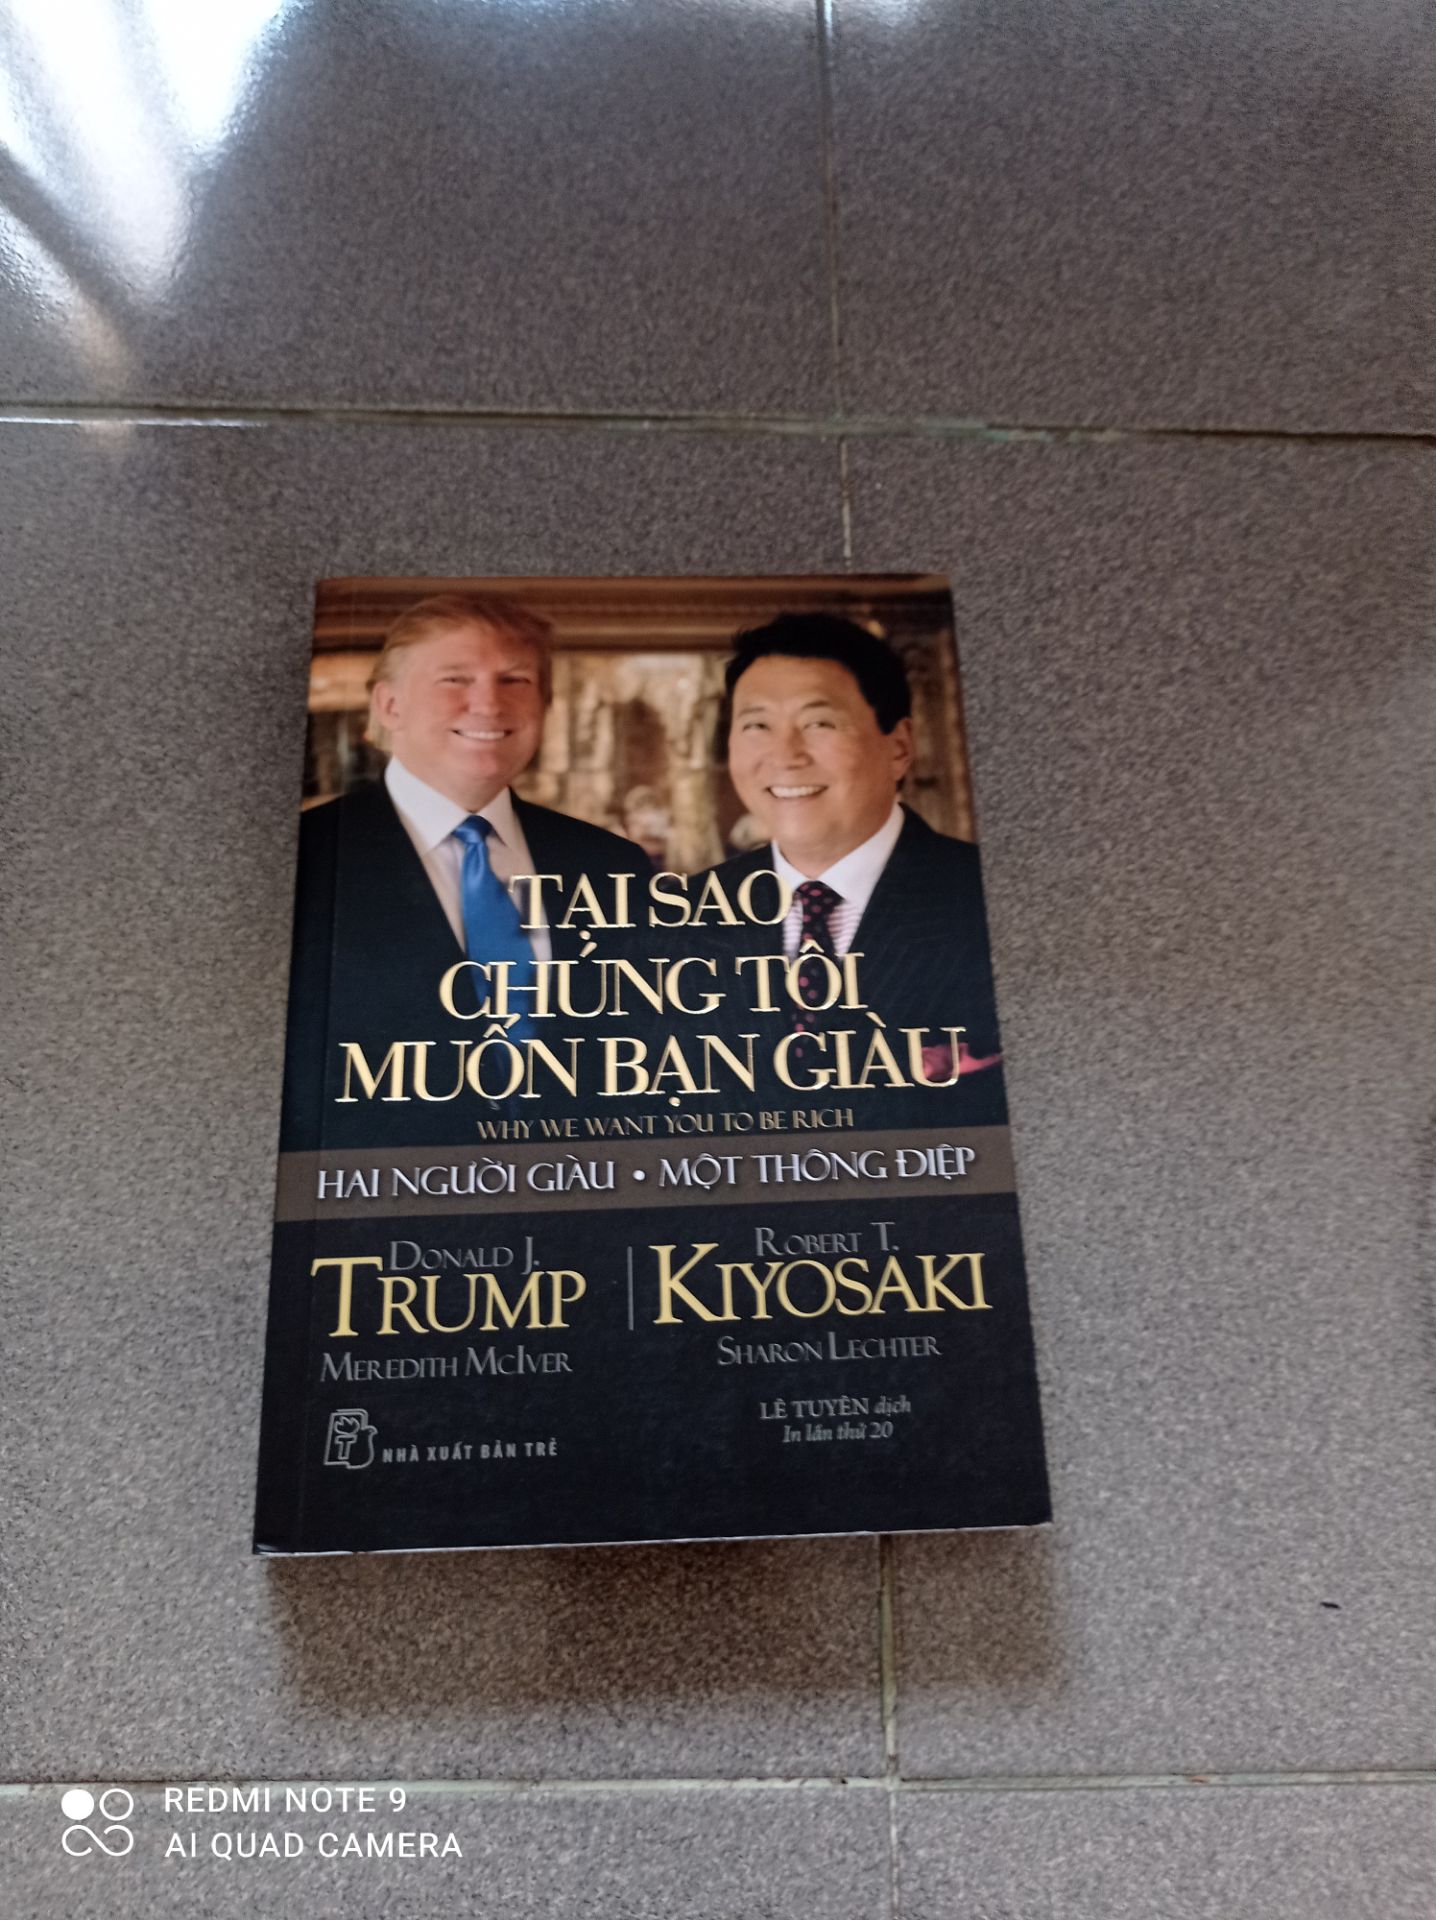 TẠI SAO
CHÚNG TÔI
MUỐN BẠN GIÀU
WHY WE WANT YOU TO BE RICH
HAI NGƯỜI GIÀU • MỘT THÔNG ĐIỆP
DONALD J.
TRUMP
MEREDITH MCIVER
ROBERT T.
KIYOSAKI
SHARON LECHTER
LÊ TUYÊN dịch
In lần thứ 20
NHÀ XUẤT BẢN TRẺ
REDMI NOTE 9
AI QUAD CAMERA